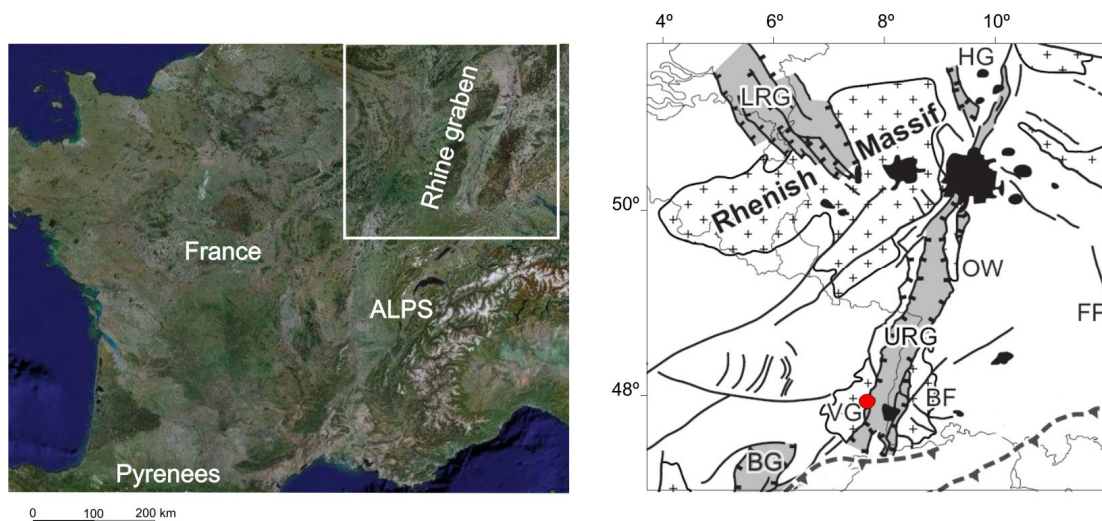 Rhine graben
France
ALPS
Pyrenees
0 100 200 km
4º 6º 8º 10º
HG
LRG
Rhenish Massif
50º
OW
FP
URG
48º
VG
BF
BG